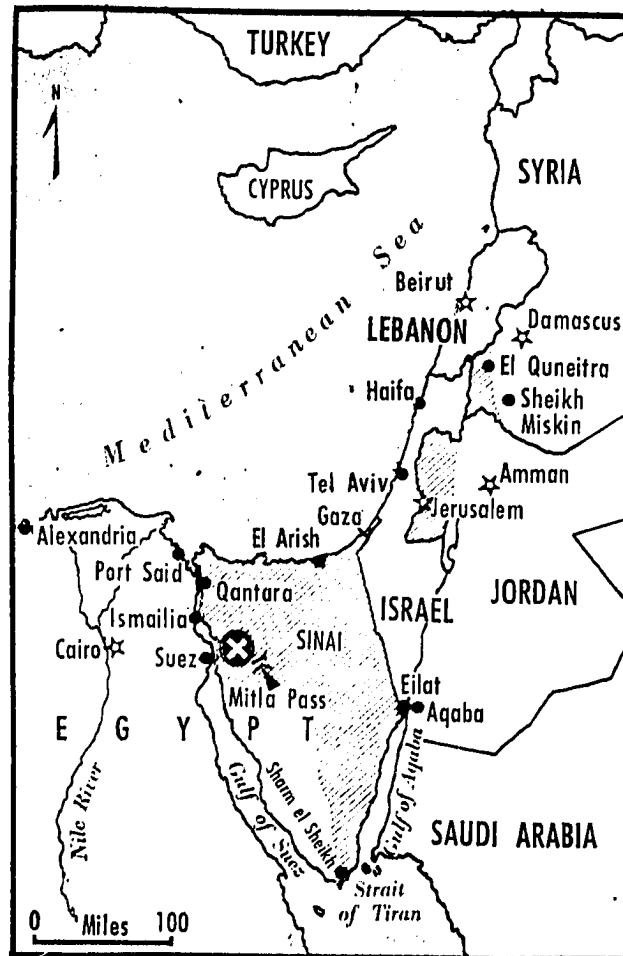 TURKEY
N
CYPRUS
SYRIA
Mediterranean Sea
Beirut
LEBANON
Damascus
El Quneitra
Haifa
Sheikh
Miskin
Tel Aviv
Amman
Jerusalem
Gaza
El Arish
Alexandria
Port Said
Qantara
ISRAEL
JORDAN
Ismailia
SINAI
Cairo
Suez
Mitla Pass
Eilat
Aqaba
EGYPT
Gulf of Suez
Sharm el Sheikh
Gulf of Aqaba
Nile River
SAUDI ARABIA
Strait
of Tiran
0 Miles 100